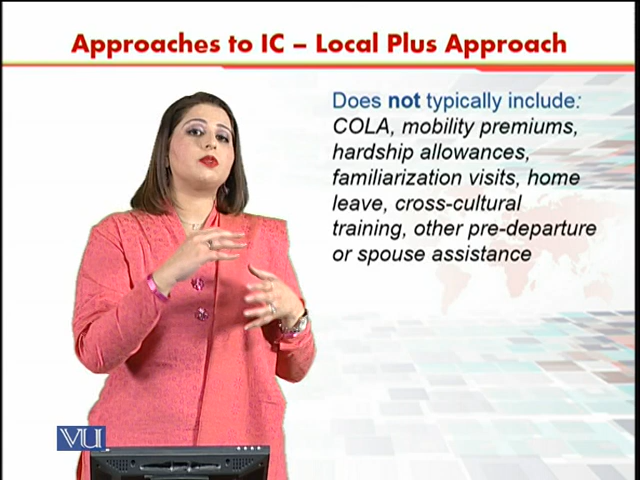 Approaches to IC – Local Plus Approach
Does not typically include:
COLA, mobility premiums,
hardship allowances,
familiarization visits, home
leave, cross-cultural
training, other pre-departure
or spouse assistance
VU